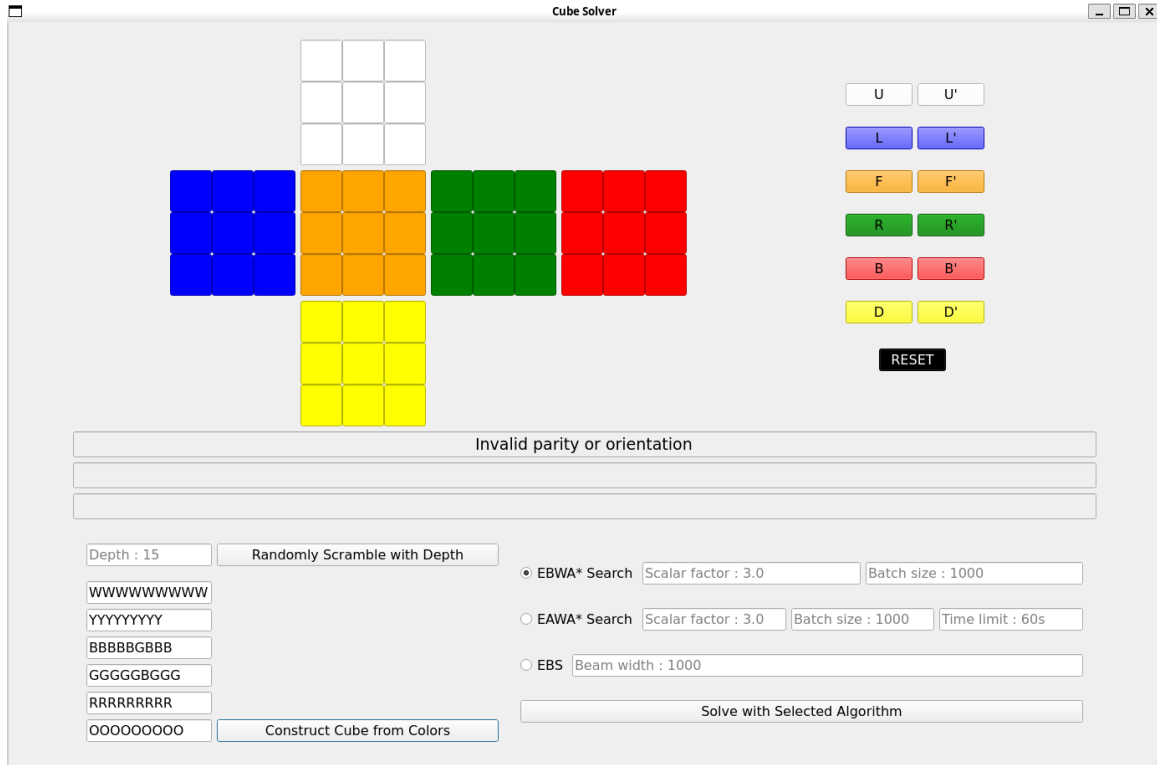 Cube Solver
U U'
L L'
F F'
R R'
B B'
D D'
RESET
Invalid parity or orientation
Depth : 15 Randomly Scramble with Depth
WWWWWWWWW
YYYYYYYYY
BBBBBGBBB
GGGGGBGGG
RRRRRRRRR
OOOOOOOOO Construct Cube from Colors
EBWA* Search Scalar factor : 3.0 Batch size : 1000
EAWA* Search Scalar factor : 3.0 Batch size : 1000 Time limit : 60s
EBS Beam width : 1000
Solve with Selected Algorithm